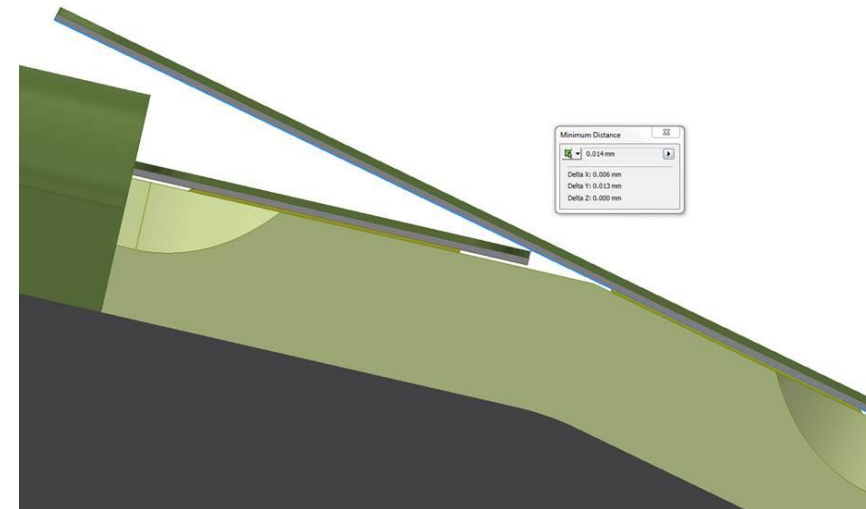 Minimum Distance
0.014 mm
Delta X: 0.006 mm
Delta Y: 0.013 mm
Delta Z: 0.000 mm